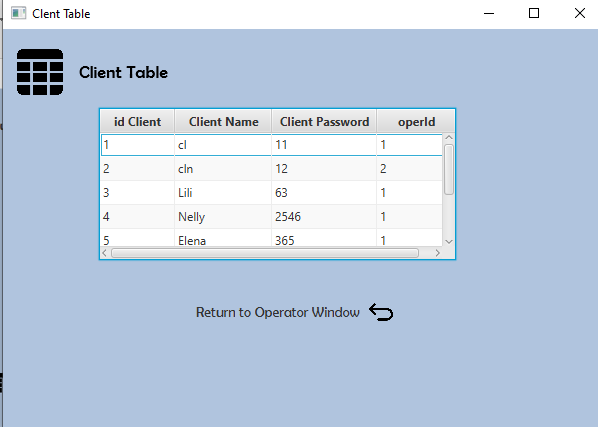 Clent Table
Client Table
id Client Client Name Client Password operId
1 cl 11 1
2 cln 12 2
3 Lili 63 1
4 Nelly 2546 1
5 Elena 365 1
Return to Operator Window